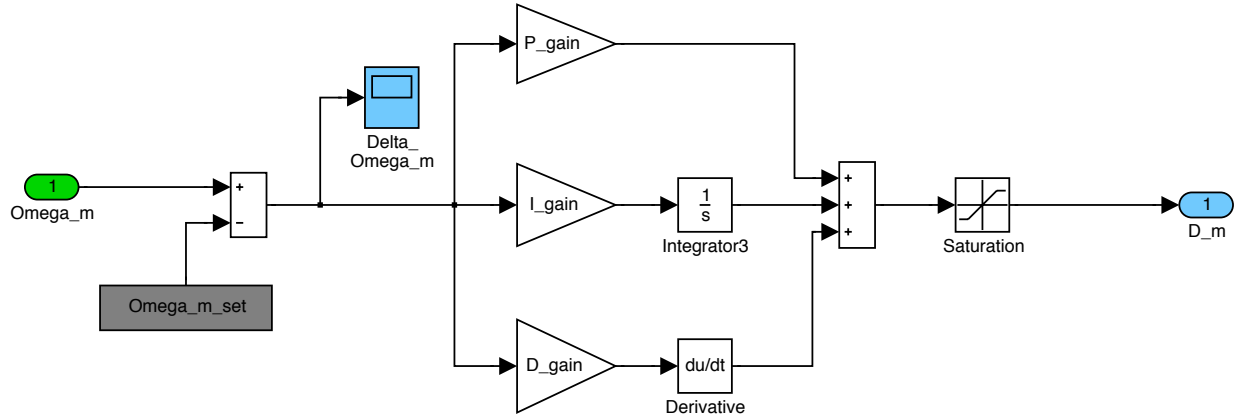 P_gain
Delta_
Omega_m
1
Omega_m
+
−
Omega_m_set
I_gain
1
s
Integrator3
+
+
+
Saturation
1
D_m
D_gain
du/dt
Derivative